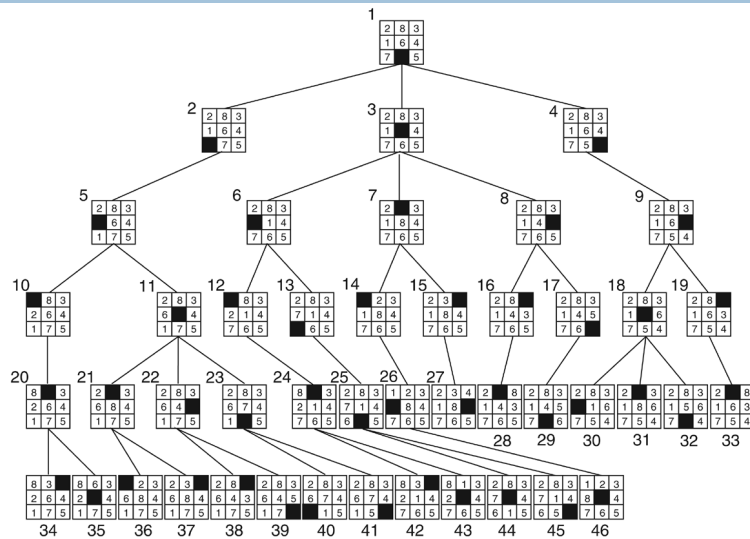 1
2 8 3
1 6 4
7 5
2
2 8 3
1 6 4
7 5
3
2 8 3
1 4
7 6 5
4
2 8 3
1 6 4
7 5
5
2 8 3
6 4
1 7 5
6
2 8 3
1 4
7 6 5
7
2 3
1 8 4
7 6 5
8
2 8 3
1 4
7 6 5
9
2 8 3
1 6
7 5 4
10
8 3
2 6 4
1 7 5
11
2 8 3
6 4
1 7 5
12
8 3
2 1 4
7 6 5
13
2 8 3
7 1 4
6 5
14
2 3
1 8 4
7 6 5
15
2 3
1 8 4
7 6 5
16
2 8
1 4 3
7 6 5
17
2 8 3
1 4 5
7 6
18
2 8 3
1 6
7 5 4
19
2 8
1 6 3
7 5 4
20
8 3
2 6 4
1 7 5
21
2 3
6 8 4
1 7 5
22
2 8 3
6 4
1 7 5
23
2 8 3
6 7 4
1 5
24
8 3
2 1 4
7 6 5
25
2 8 3
7 1 4
6 5
26
1 2 3
8 4
7 6 5
27
2 3 4
1 8
7 6 5
2 8
1 4 3
7 6 5
28
2 8 3
1 4 5
7 6
29
2 8 3
1 6
7 5 4
30
2 3
1 8 6
7 5 4
31
2 8 3
1 5 6
7 4
32
2 8
1 6 3
7 5 4
33
8 3
2 6 4
1 7 5
34
8 6 3
2 4
1 7 5
35
2 3
6 8 4
1 7 5
36
2 3
6 8 4
1 7 5
37
2 8
6 4 3
1 7 5
38
2 8 3
6 4 5
1 7
39
2 8 3
6 7 4
1 5
40
2 8 3
6 7 4
1 5
41
8 3
2 1 4
7 6 5
42
8 1 3
2 4
7 6 5
43
2 8 3
7 4
6 1 5
44
2 8 3
7 1 4
6 5
45
1 2 3
8 4
7 6 5
46